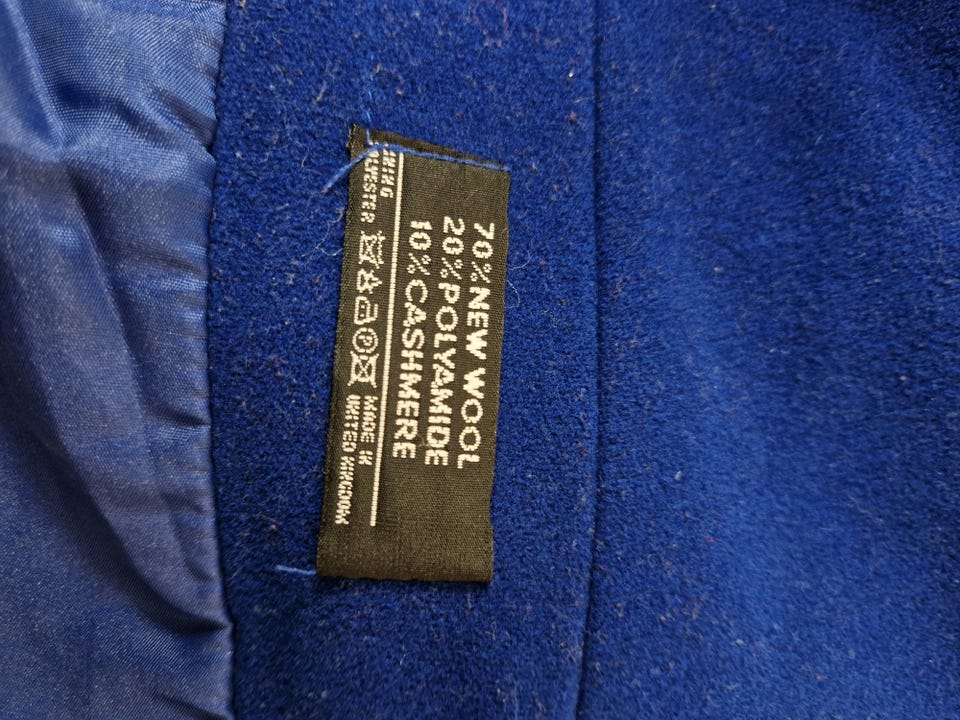 70% NEW WOOL
20% POLYAMIDE
10% CASHMERE
MADE IN
UNITED KINGDOM